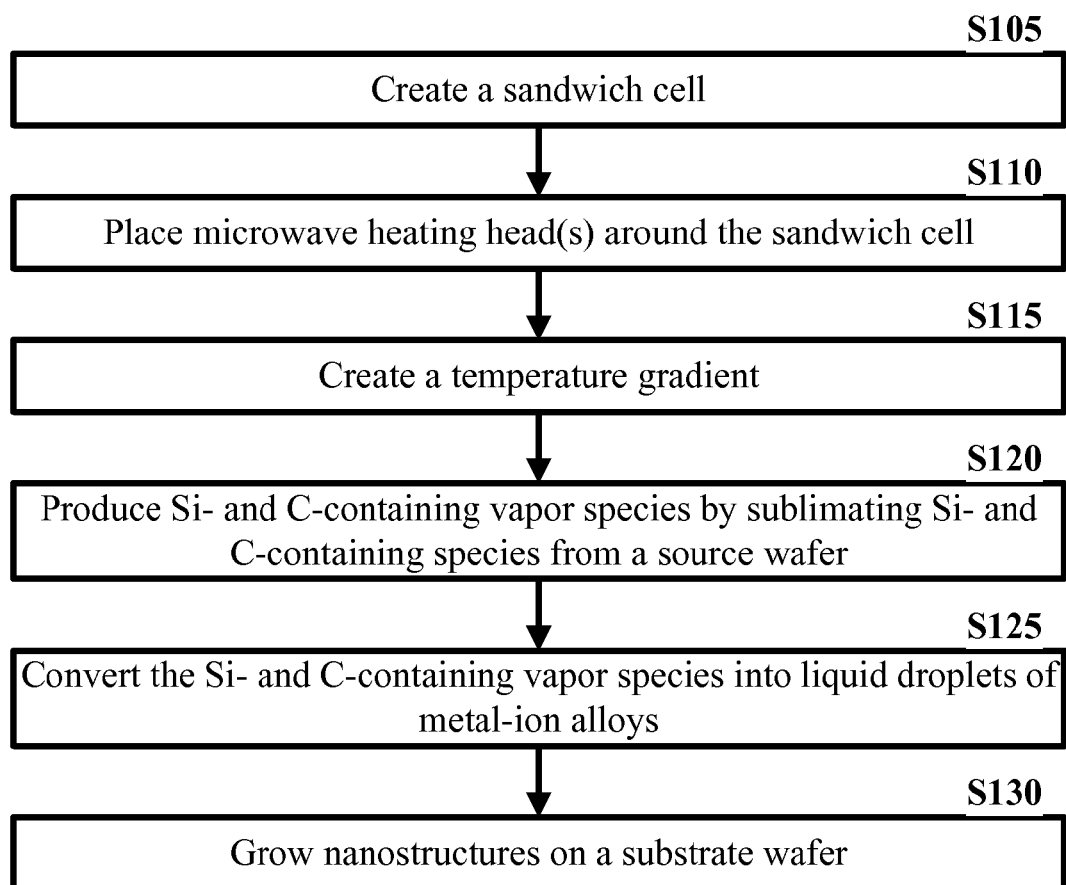 S105
Create a sandwich cell
S110
Place microwave heating head(s) around the sandwich cell
S115
Create a temperature gradient
S120
Produce Si- and C-containing vapor species by sublimating Si- and
C-containing species from a source wafer
S125
Convert the Si- and C-containing vapor species into liquid droplets of
metal-ion alloys
S130
Grow nanostructures on a substrate wafer